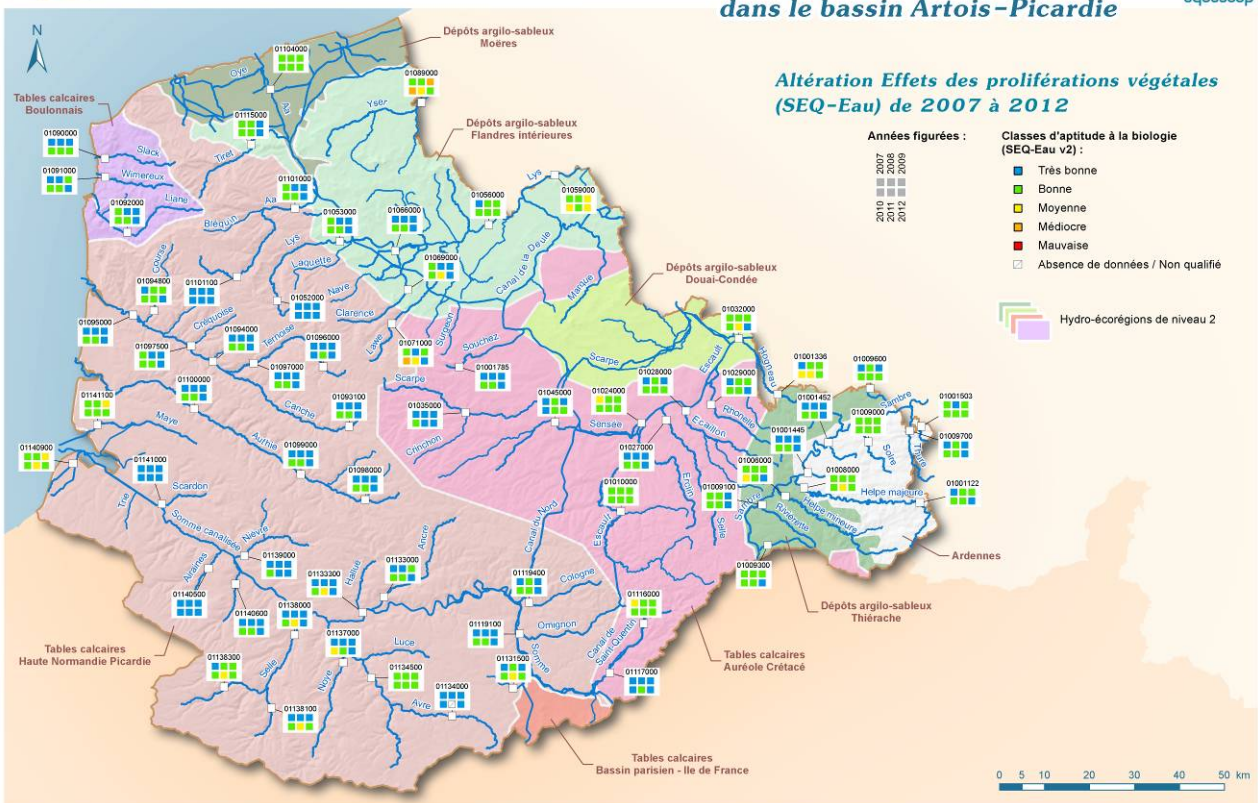 dans le bassin Artois-Picardie
Altération Effets des proliférations végétales
(SEQ-Eau) de 2007 à 2012
Années figurées :
2007
2008
2009
2010
2011
2012
Classes d'aptitude à la biologie
(SEQ-Eau v2) :
Très bonne
Bonne
Moyenne
Médiocre
Mauvaise
Absence de données / Non qualifié
Hydro-écorégions de niveau 2
N
Dépôts argilo-sableux
Moëres
Tables calcaires
Boulonnais
Dépôts argilo-sableux
Flandres intérieures
Dépôts argilo-sableux
Douai-Condée
Ardennes
Dépôts argilo-sableux
Thiérache
Tables calcaires
Auréole Crétacé
Tables calcaires
Haute Normandie Picardie
Tables calcaires
Bassin parisien - Ile de France
01104000
01089000
01115000
01090000
01091000
01092000
01101000
01053000
01066000
01056000
01059000
01069000
01094800
01101100
01052000
01095000
01097500
01094000
01096000
01097000
01071000
01001785
01032000
01001336
01009600
01028000
01029000
01001452
01009000
01001503
01009700
01141100
01100000
01093100
01035000
01045000
01024000
01027000
01001445
01140900
01141000
01099000
01098000
01010000
01009100
01006000
01008000
01001122
01139000
01133300
01133000
01119400
01009300
01140500
01140600
01138000
01137000
01119100
01116000
01138300
01134500
01134000
01131500
01117000
01138100
Oye
Aa
Yser
Slack
Wimereux
Liane
Tiret
Bléquin
Aa
Lys
Lys
Laquette
Nave
Clarence
Lawe
Surgeon
Souchez
Canal de la Deule
Marque
Course
Créquoise
Ternoise
Canche
Authie
Maye
Scarpe
Scarpe
Crinchon
Sensée
Escaut
Escaut
Hogneau
Rhonelle
Ecaillon
Erclin
Selle
Sambre
Sambre
Solre
Thure
Helpe majeure
Helpe mineure
Rivièrette
Trie
Scardon
Somme canalisée
Nièvre
Airaines
Hallue
Ancre
Canal du Nord
Cologne
Omignon
Somme
Canal de
Saint-Quentin
Selle
Noye
Luce
Avre
0 5 10 20 30 40 50 km